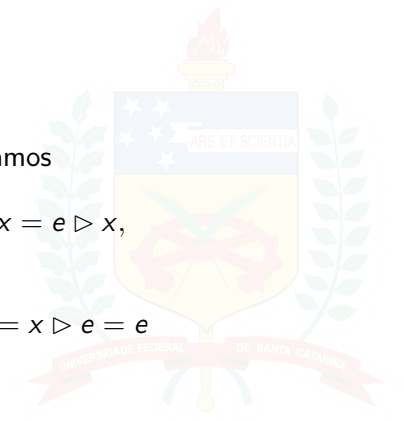 ARS ET SCIENTIA
amos
x = e ▷ x,
= x ▷ e = e
UNIVERSIDADE FEDERAL DE SANTA CATARINA